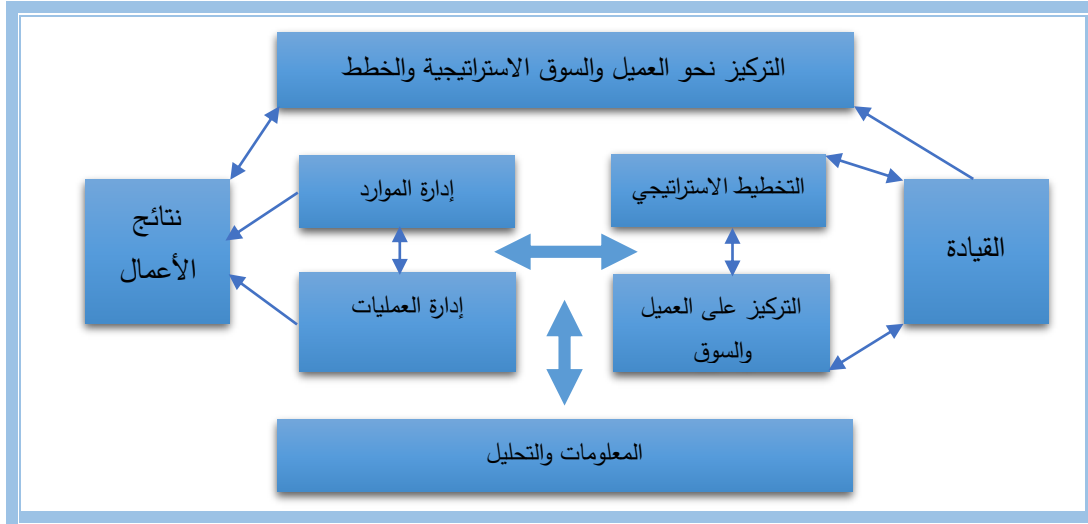 التركيز نحو العميل والسوق الاستراتيجية والخطط
القيادة
التخطيط الاستراتيجي
التركيز على العميل
والسوق
إدارة الموارد
إدارة العمليات
نتائج
الأعمال
المعلومات والتحليل